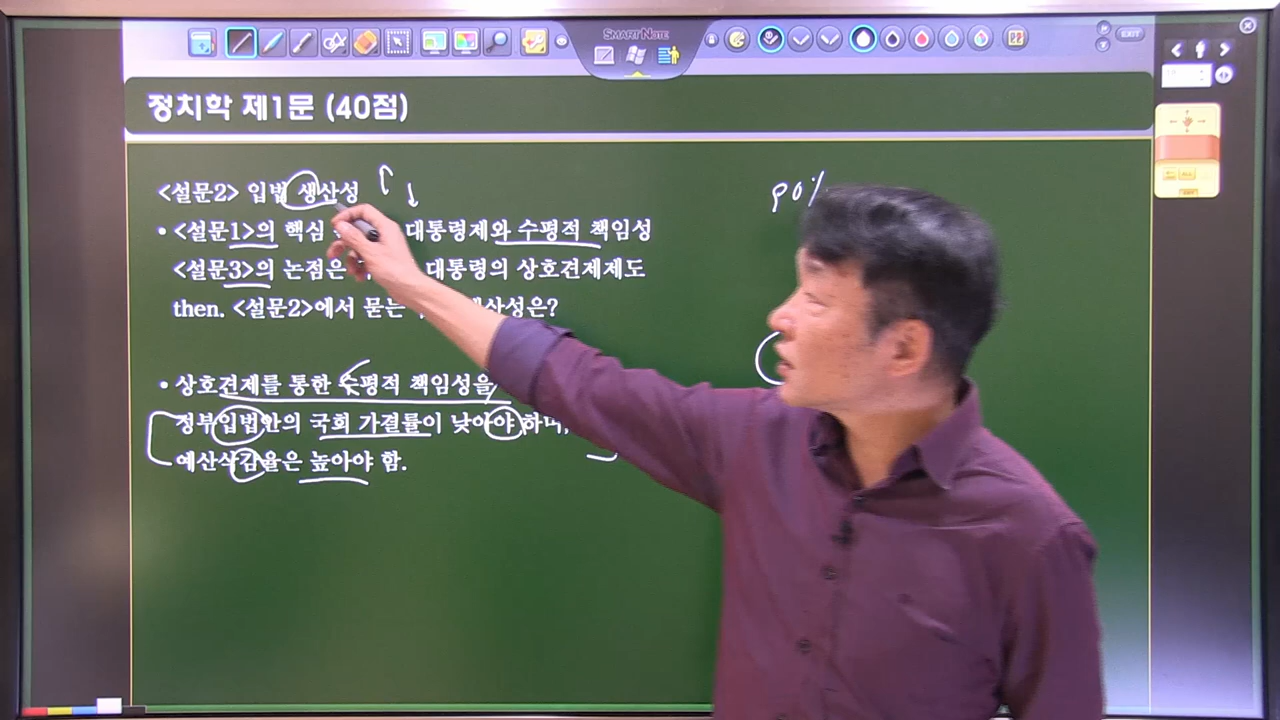 SMART NOTE
EXIT
정치학 제1문 (40점)
<설문2> 입법 생산성
90%
• <설문1>의 핵심 대통령제와 수평적 책임성
<설문3>의 논점은 대통령의 상호견제제도
then. <설문2>에서 묻는 생산성은?
• 상호견제를 통한 수평적 책임성을
정부입법안의 국회 가결률이 낮아야 하며,
예산삭감율은 높아야 함.